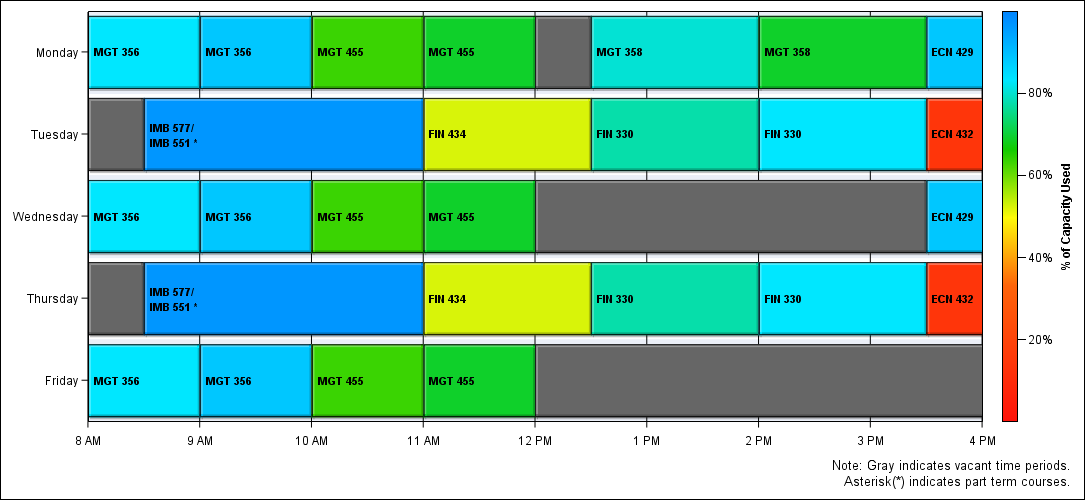 Monday
MGT 356
MGT 356
MGT 455
MGT 455
MGT 358
MGT 358
ECN 429
Tuesday
IMB 577/
IMB 551 *
FIN 434
FIN 330
FIN 330
ECN 432
Wednesday
MGT 356
MGT 356
MGT 455
MGT 455
ECN 429
Thursday
IMB 577/
IMB 551 *
FIN 434
FIN 330
FIN 330
ECN 432
Friday
MGT 356
MGT 356
MGT 455
MGT 455
8 AM
9 AM
10 AM
11 AM
12 PM
1 PM
2 PM
3 PM
4 PM
80%
60%
40%
20%
% of Capacity Used
Note: Gray indicates vacant time periods.
Asterisk(*) indicates part term courses.